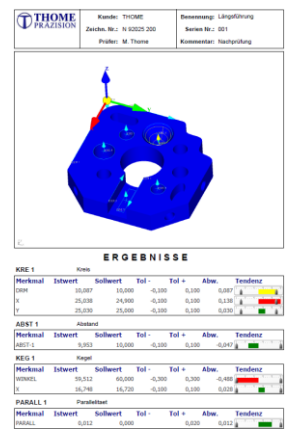 THOME
PRÄZISION
Kunde: THOME
Zeichn. Nr.: N 92025 200
Prüfer: M. Thome
Benennung: Längsführung
Serien Nr.: 001
Kommentar: Nachprüfung
ERGEBNISSE
KRE 1 Kreis
Merkmal Istwert Sollwert Tol - Tol + Abw. Tendenz
DRM 10,087 10,000 -0,100 0,100 0,087
X 25,038 24,900 -0,100 0,100 0,138
Y 25,030 25,000 -0,100 0,100 0,030
ABST 1 Abstand
Merkmal Istwert Sollwert Tol - Tol + Abw. Tendenz
ABST-1 9,953 10,000 -0,100 0,100 -0,047
KEG 1 Kegel
Merkmal Istwert Sollwert Tol - Tol + Abw. Tendenz
WINKEL 59,512 60,000 -0,300 0,300 -0,488
X 16,748 16,720 -0,100 0,100 0,028
PARALL 1 Parallelitaet
Merkmal Istwert Sollwert Tol - Tol + Abw. Tendenz
PARALL 0,012 0,000 0,020 0,012